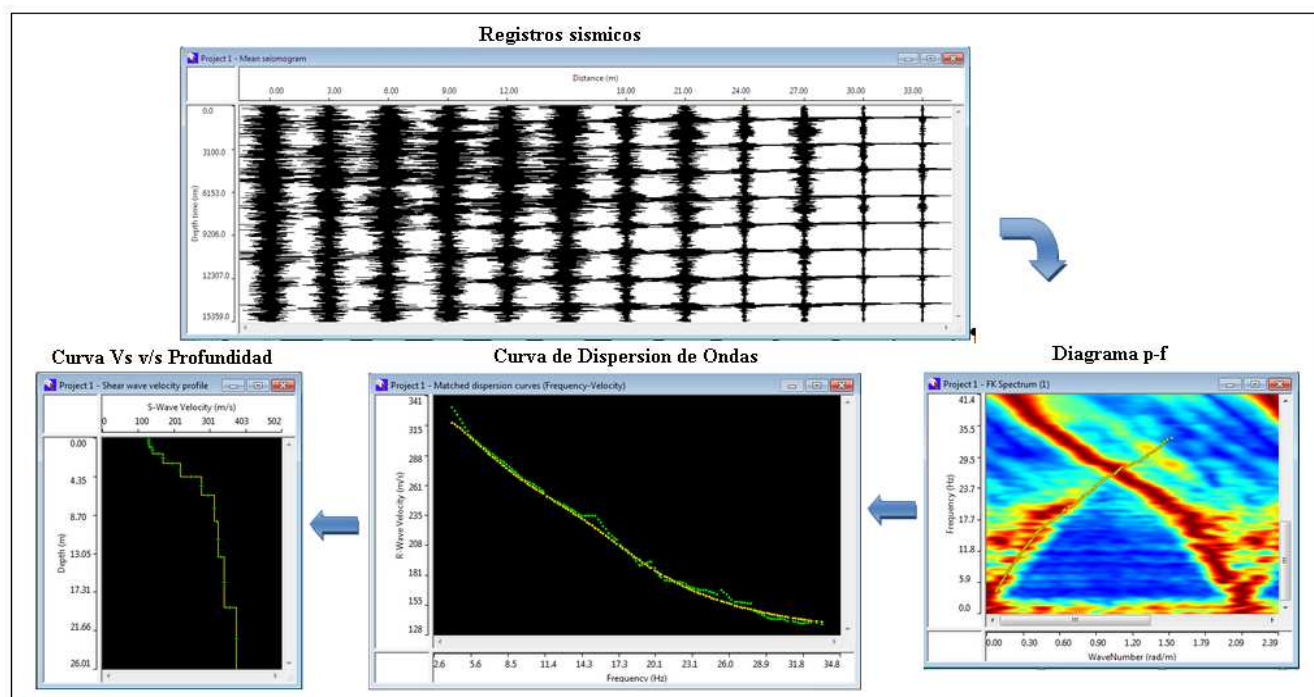 Registros sismicos
Project 1 - Mean seismogram
Distance (m)
0.00 3.00 6.00 9.00 12.00 15.00 18.00 21.00 24.00 27.00 30.00 33.00
Depth time (nm)
0.0
3100.0
6153.0
9206.0
12307.0
15359.0
Curva Vs v/s Profundidad
Project 1 - Shear wave velocity profile
S-Wave Velocity (m/s)
0 100 201 301 403 502
Depth (m)
0.00
4.35
8.70
13.05
17.31
21.66
26.01
Curva de Dispersion de Ondas
Project 1 - Matched dispersion curves (Frequency-Velocity)
R-Wave Velocity (m/s)
341
315
288
261
235
208
181
155
128
2.6 5.6 8.5 11.4 14.3 17.3 20.1 23.1 26.0 28.9 31.8 34.8
Frequency (Hz)
Diagrama p-f
Project 1 - FK Spectrum (1)
Frequency (Hz)
41.4
35.5
29.5
23.7
17.7
11.8
5.9
0.0
0.00 0.30 0.60 0.90 1.20 1.50 1.79 2.09 2.39
WaveNumber (rad/m)